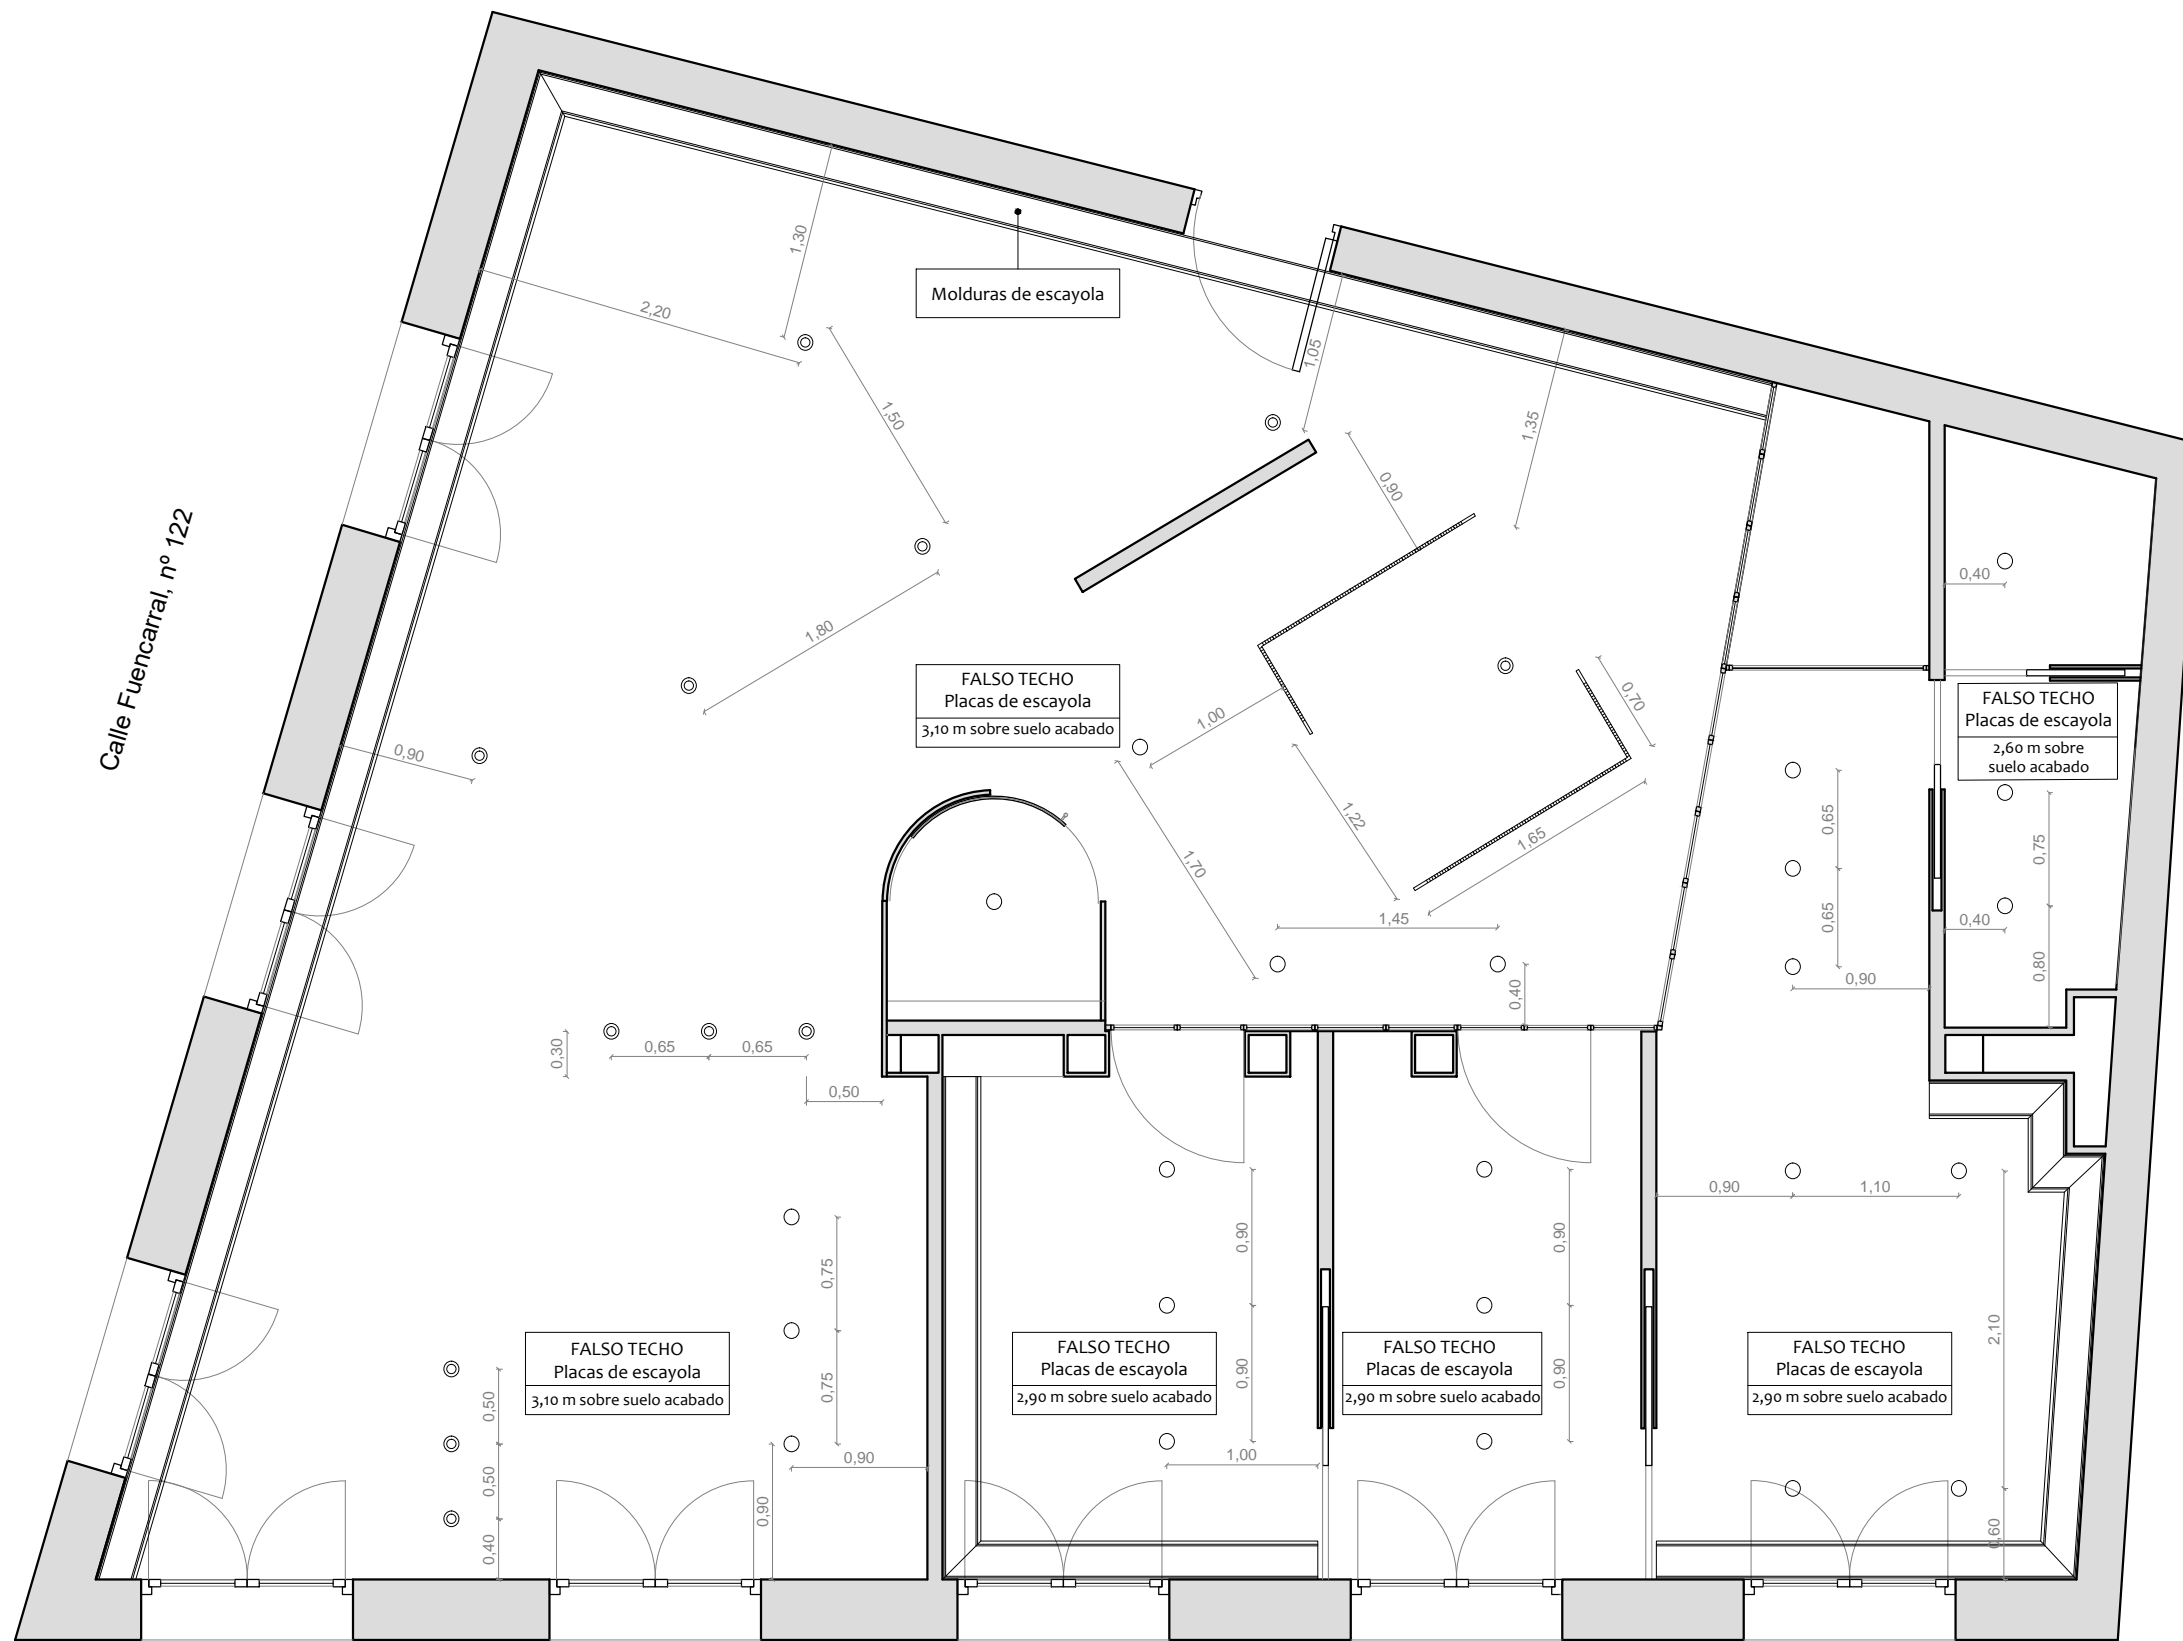 1,30
Molduras de escayola
2,20
1,05
1,50
1,35
0,90
Calle Fuencarral, nº 122
0,40
1,80
FALSO TECHO
Placas de escayola
3,10 m sobre suelo acabado
0,70
FALSO TECHO
Placas de escayola
2,60 m sobre
suelo acabado
1,00
0,90
0,65
1,22
1,65
0,75
1,70
1,45
0,65
0,40
0,90
0,80
0,40
0,30
0,65
0,65
0,50
0,90
1,10
0,90
0,90
0,75
2,10
FALSO TECHO
Placas de escayola
3,10 m sobre suelo acabado
FALSO TECHO
Placas de escayola
2,90 m sobre suelo acabado
FALSO TECHO
Placas de escayola
2,90 m sobre suelo acabado
FALSO TECHO
Placas de escayola
2,90 m sobre suelo acabado
0,90
0,90
0,75
0,50
0,90
1,00
0,50
0,90
0,40
0,60